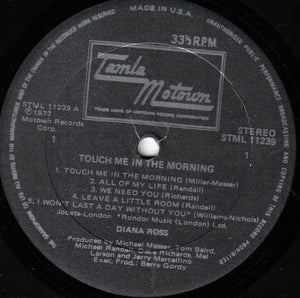 MADE IN U.S.A.
33⅓ R.P.M.
Tamla
Motown
TRADE MARK OF MOTOWN RECORD CORPORATION
STML 11239 A
℗ 1973
Motown Record
Corp.
STEREO
STML 11239
1
1
TOUCH ME IN THE MORNING
1. TOUCH ME IN THE MORNING (Miller-Masser)
2. ALL OF MY LIFE (Randall)
3. WE NEED YOU (Richards)
4. LEAVE A LITTLE ROOM (Randall)
5. I WON'T LAST A DAY WITHOUT YOU* (Williams-Nichols)
Jobete-London *Rondor Music (London) Ltd.
DIANA ROSS
Produced by Michael Masser, Tom Baird,
Michael Randall, Deke Richards, Mel
Larson and Jerry Marcellino
Exec. Prod.: Berry Gordy